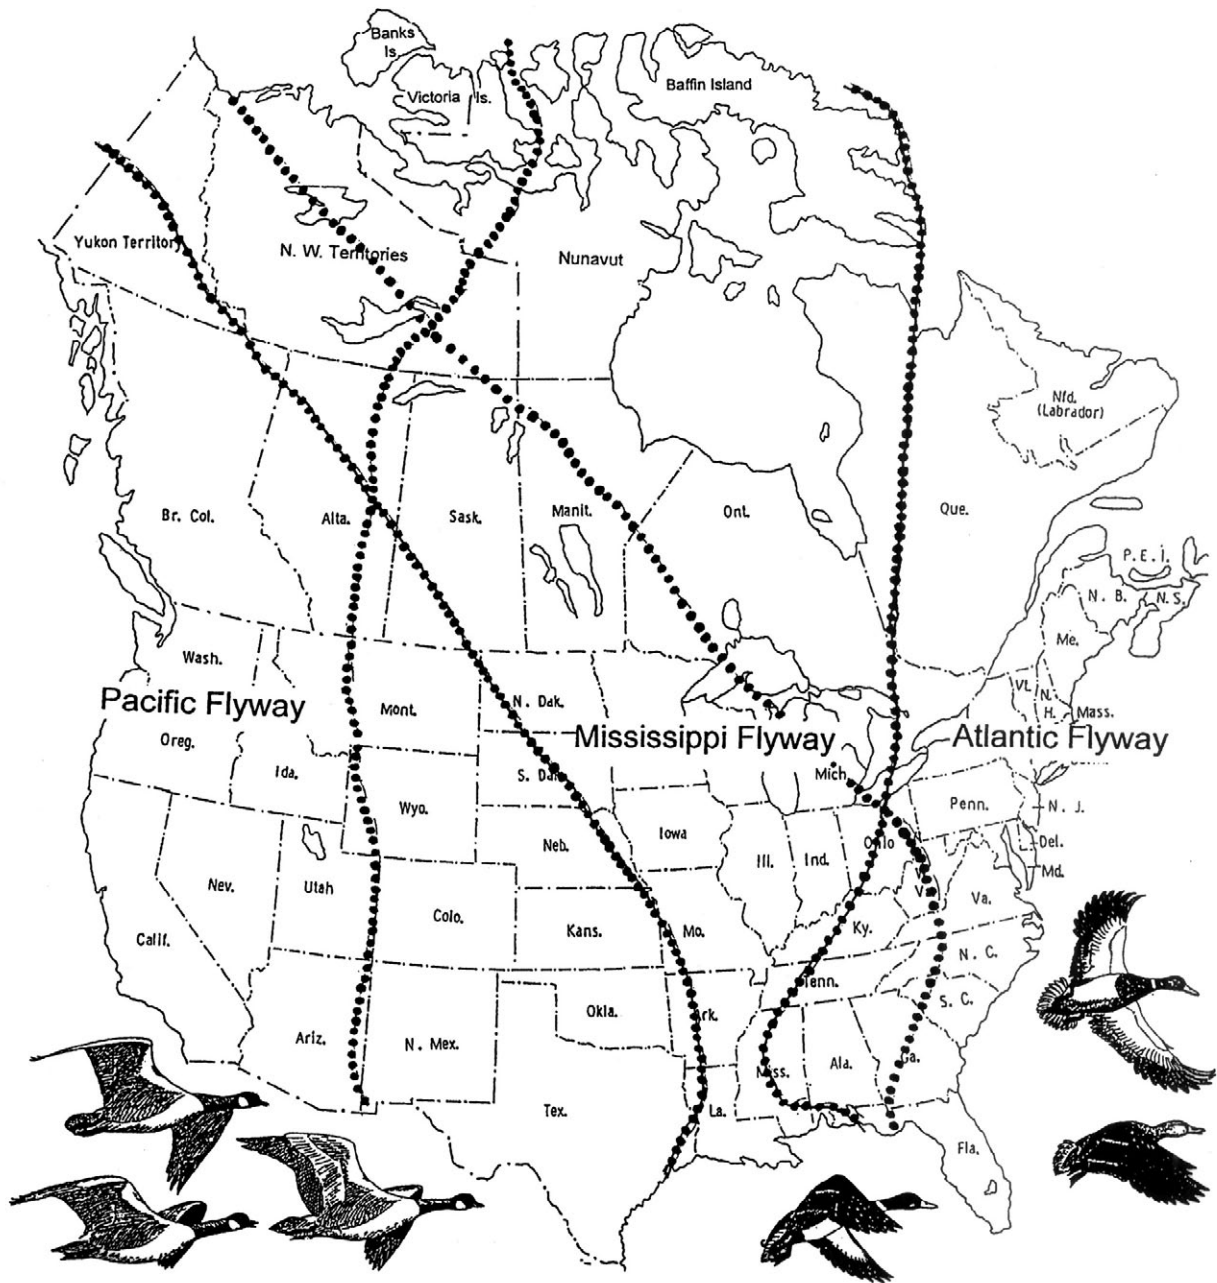 Banks
Is.
Victoria Is.
Baffin Island
Yukon Territory
N. W. Territories
Nunavut
Nfd.
(Labrador)
Br. Col.
Alta.
Sask.
Manit.
Ont.
Que.
P. E. I.
N. B.
N. S.
Me.
Wash.
Vt.
N.
H.
Mass.
Pacific Flyway
Mont.
N. Dak.
Mississippi Flyway
Atlantic Flyway
Oreg.
Ida.
S. Dak.
Mich.
Wyo.
Penn.
N. J.
Iowa
Neb.
Ill.
Ind.
Ohio
Del.
Md.
Nev.
Utah
Va.
Colo.
Kans.
Mo.
Ky.
Calif.
N. C.
Tenn.
S. C.
Okla.
Ark.
Ariz.
N. Mex.
Miss.
Ala.
Ga.
Tex.
La.
Fla.